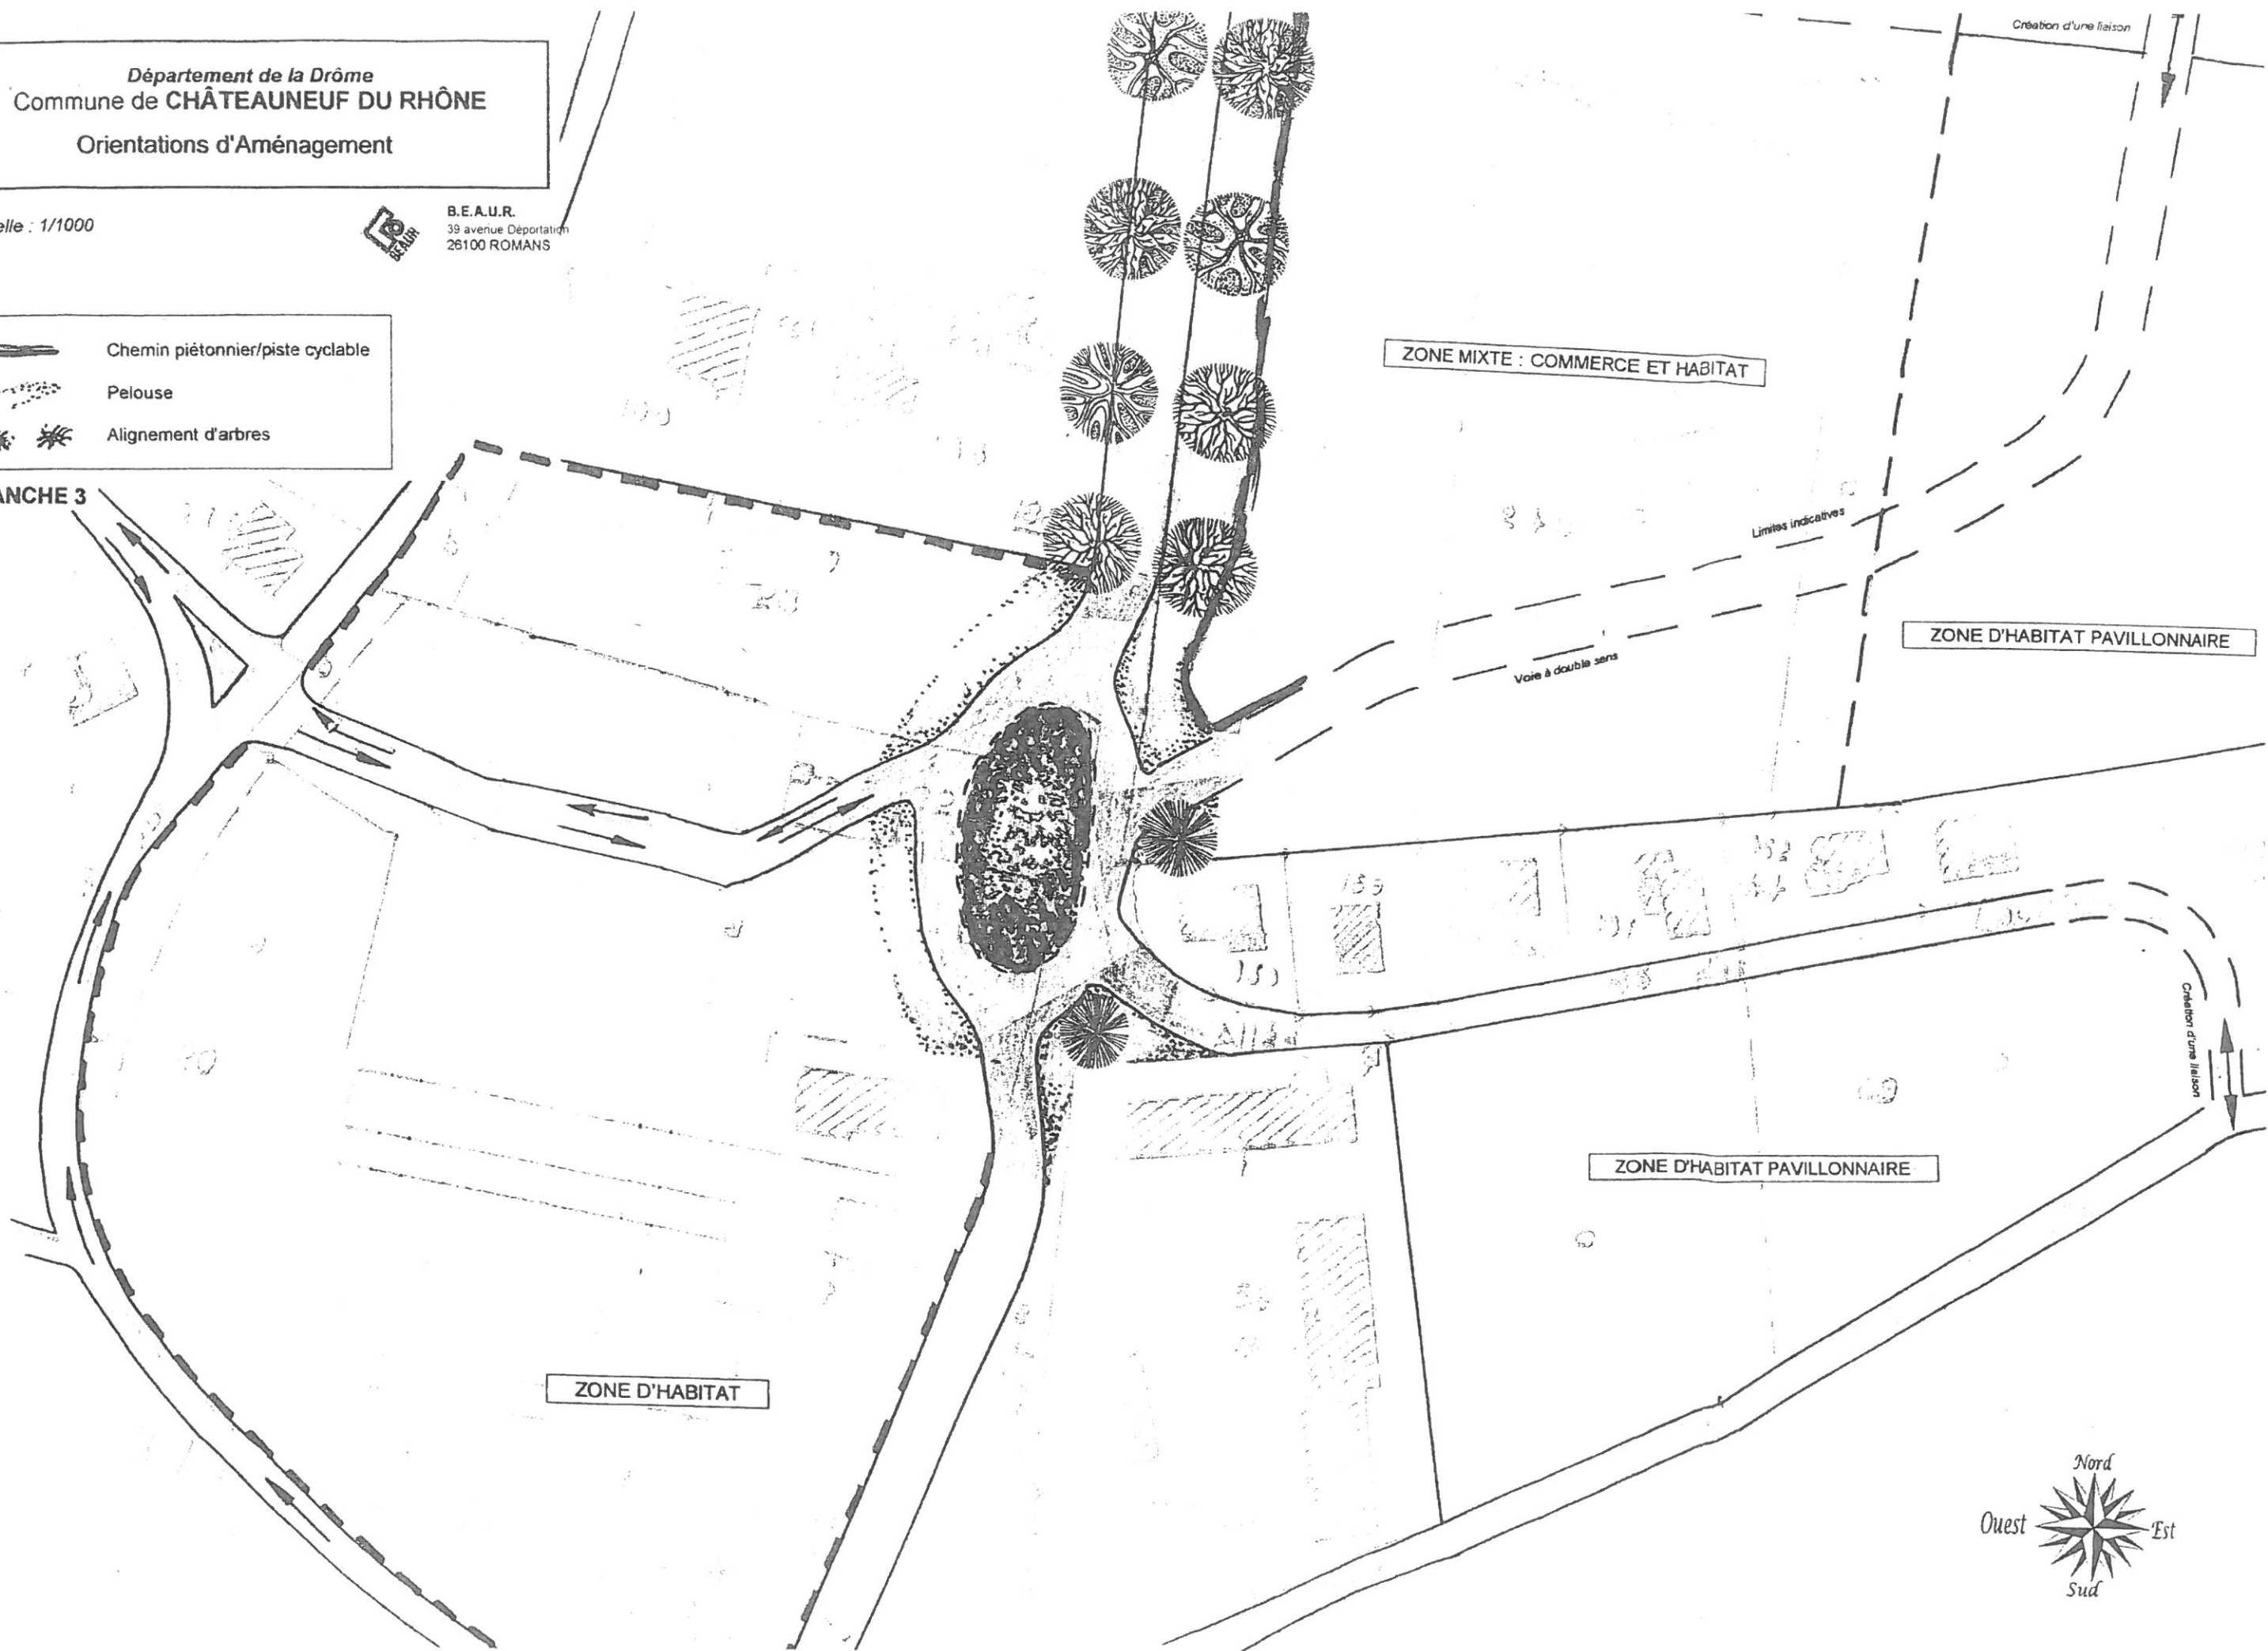 Département de la Drôme
Commune de CHÂTEAUNEUF DU RHÔNE
Orientations d'Aménagement
elle : 1/1000
BEAUR
B.E.A.U.R.
39 avenue Déportation
26100 ROMANS
Chemin piétonnier/piste cyclable
Pelouse
Alignement d'arbres
ANCHE 3
Création d'une liaison
ZONE MIXTE : COMMERCE ET HABITAT
Limites indicatives
Voie à double sens
ZONE D'HABITAT PAVILLONNAIRE
Création d'une liaison
ZONE D'HABITAT PAVILLONNAIRE
ZONE D'HABITAT
Nord
Ouest
Est
Sud